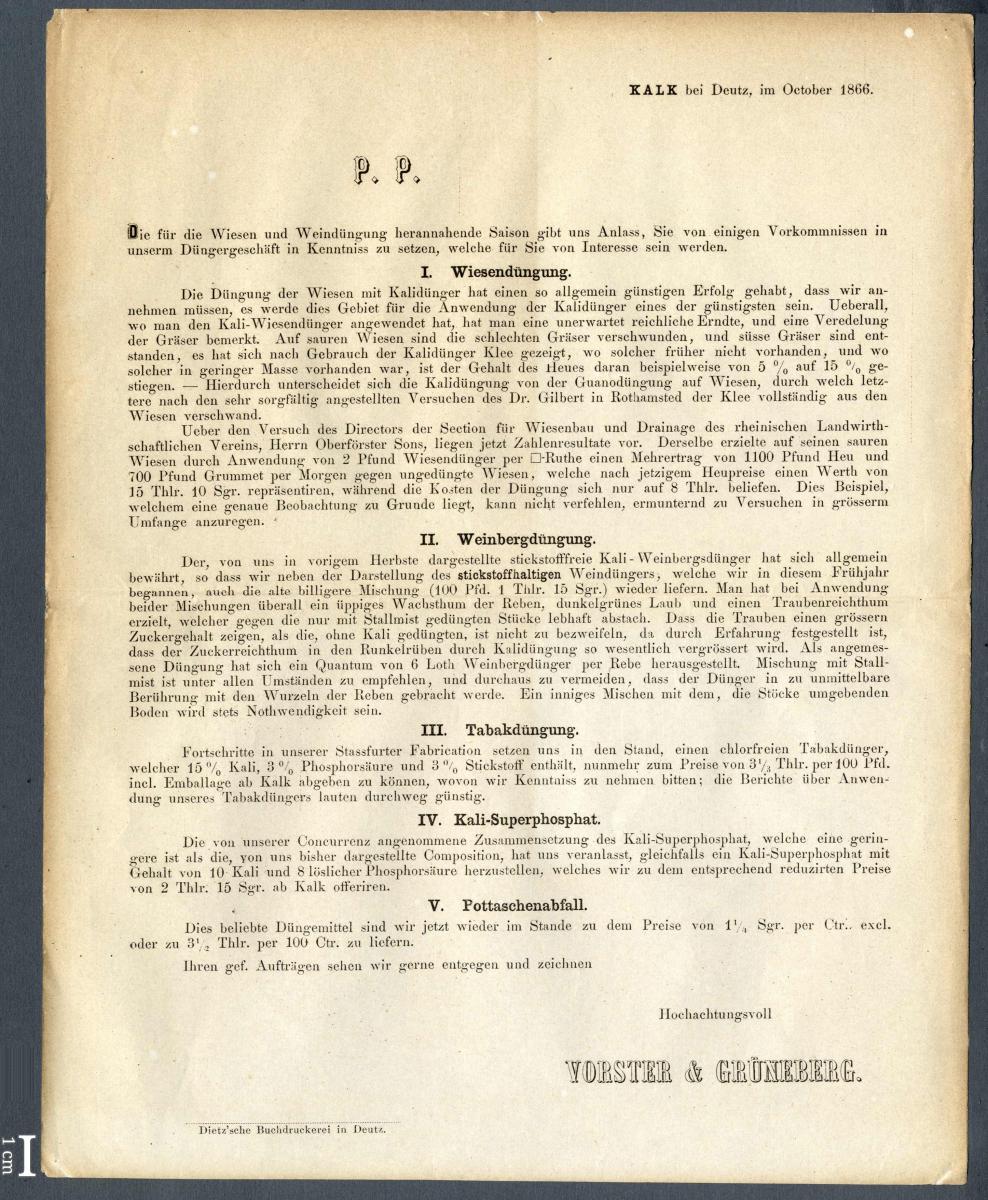 KALK bei Deutz, im October 1866.
P. P.
Die für die Wiesen und Weindüngung herannahende Saison gibt uns Anlass, Sie von einigen Vorkommnissen in
unserm Düngergeschäft in Kenntniss zu setzen, welche für Sie von Interesse sein werden.
I. Wiesendüngung.
Die Düngung der Wiesen mit Kalidünger hat einen so allgemein günstigen Erfolg gehabt, dass wir an-
nehmen müssen, es werde dies Gebiet für die Anwendung der Kalidünger eines der günstigsten sein. Ueberall,
wo man den Kali-Wiesendünger angewendet hat, hat man eine unerwartet reichliche Erndte, und eine Veredelung
der Gräser bemerkt. Auf sauren Wiesen sind die schlechten Gräser verschwunden, und süsse Gräser sind ent-
standen, es hat sich nach Gebrauch der Kalidünger Klee gezeigt, wo solcher früher nicht vorhanden, und wo
solcher in geringer Masse vorhanden war, ist der Gehalt des Heues daran beispielweise von 5 % auf 15 % ge-
stiegen. — Hierdurch unterscheidet sich die Kalidüngung von der Guanodüngung auf Wiesen, durch welch letz-
tere nach den sehr sorgfältig angestellten Versuchen des Dr. Gilbert in Rothamsted der Klee vollständig aus den
Wiesen verschwand.
Ueber den Versuch des Directors der Section für Wiesenbau und Drainage des rheinischen Landwirth-
schaftlichen Vereins, Herrn Oberförster Sons, liegen jetzt Zahlenresultate vor. Derselbe erzielte auf seinen sauren
Wiesen durch Anwendung von 2 Pfund Wiesendünger per □-Ruthe einen Mehrertrag von 1100 Pfund Heu und
700 Pfund Grummet per Morgen gegen ungedüngte Wiesen, welche nach jetzigem Heupreise einen Werth von
15 Thlr. 10 Sgr. repräsentiren, während die Kosten der Düngung sich nur auf 8 Thlr. beliefen. Dies Beispiel,
welchem eine genaue Beobachtung zu Grunde liegt, kann nicht verfehlen, ermunternd zu Versuchen in grösserm
Umfange anzuregen.
II. Weinbergdüngung.
Der, von uns in vorigem Herbste dargestellte stickstofffreie Kali-Weinbergsdünger hat sich allgemein
bewährt, so dass wir neben der Darstellung des stickstoffhaltigen Weindüngers, welche wir in diesem Frühjahr
begannen, auch die alte billigere Mischung (100 Pfd. 1 Thlr. 15 Sgr.) wieder liefern. Man hat bei Anwendung
beider Mischungen überall ein üppiges Wachsthum der Reben, dunkelgrünes Laub und einen Traubenreichthum
erzielt, welcher gegen die nur mit Stallmist gedüngten Stücke lebhaft abstach. Dass die Trauben einen grössern
Zuckergehalt zeigen, als die, ohne Kali gedüngten, ist nicht zu bezweifeln, da durch Erfahrung festgestellt ist,
dass der Zuckerreichthum in den Runkelrüben durch Kalidüngung so wesentlich vergrössert wird. Als angemes-
sene Düngung hat sich ein Quantum von 6 Loth Weinbergdünger per Rebe herausgestellt. Mischung mit Stall-
mist ist unter allen Umständen zu empfehlen, und durchaus zu vermeiden, dass der Dünger in zu unmittelbare
Berührung mit den Wurzeln der Reben gebracht werde. Ein inniges Mischen mit dem, die Stöcke umgebenden
Boden wird stets Nothwendigkeit sein.
III. Tabakdüngung.
Fortschritte in unserer Stassfurter Fabrication setzen uns in den Stand, einen chlorfreien Tabakdünger,
welcher 15 % Kali, 3 % Phosphorsäure und 3 % Stickstoff enthält, nunmehr zum Preise von 3 1/3 Thlr. per 100 Pfd.
incl. Emballage ab Kalk abgeben zu können, wovon wir Kenntniss zu nehmen bitten; die Berichte über Anwen-
dung unseres Tabakdüngers lauten durchweg günstig.
IV. Kali-Superphosphat.
Die von unserer Concurrenz angenommene Zusammensetzung des Kali-Superphosphat, welche eine gerin-
gere ist als die, von uns bisher dargestellte Composition, hat uns veranlasst, gleichfalls ein Kali-Superphosphat mit
Gehalt von 10 Kali und 8 löslicher Phosphorsäure herzustellen, welches wir zu dem entsprechend reduzirten Preise
von 2 Thlr. 15 Sgr. ab Kalk offeriren.
V. Pottaschenabfall.
Dies beliebte Düngemittel sind wir jetzt wieder im Stande zu dem Preise von 1 1/4 Sgr. per Ctr. excl.
oder zu 3 1/2 Thlr. per 100 Ctr. zu liefern.
Ihren gef. Aufträgen sehen wir gerne entgegen und zeichnen
Hochachtungsvoll
VORSTER & GRÜNEBERG.
Dietz'sche Buchdruckerei in Deutz.
1 cm